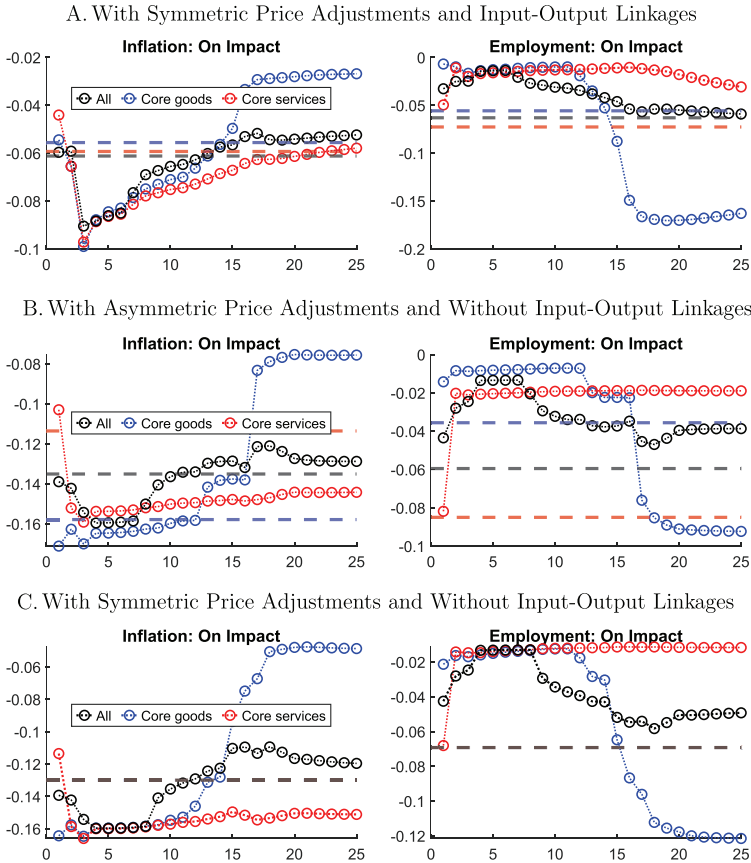 A. With Symmetric Price Adjustments and Input-Output Linkages
Inflation: On Impact
-0.02
-0.04
-0.06
-0.08
-0.1
All Core goods Core services
0 5 10 15 20 25
Employment: On Impact
0
-0.05
-0.1
-0.15
-0.2
0 5 10 15 20 25
B. With Asymmetric Price Adjustments and Without Input-Output Linkages
Inflation: On Impact
-0.08
-0.1
-0.12
-0.14
-0.16
All Core goods Core services
0 5 10 15 20 25
Employment: On Impact
0
-0.02
-0.04
-0.06
-0.08
-0.1
0 5 10 15 20 25
C. With Symmetric Price Adjustments and Without Input-Output Linkages
Inflation: On Impact
-0.06
-0.08
-0.1
-0.12
-0.14
-0.16
All Core goods Core services
0 5 10 15 20 25
Employment: On Impact
-0.02
-0.04
-0.06
-0.08
-0.1
-0.12
0 5 10 15 20 25